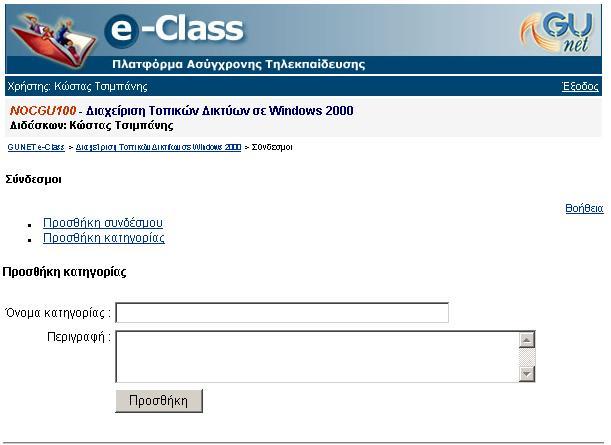 e-Class
GUnet
Πλατφόρμα Ασύγχρονης Τηλεκπαίδευσης
Χρήστης: Κώστας Τσιμπάνης Έξοδος
NOCGU100 - Διαχείριση Τοπικών Δικτύων σε Windows 2000
Διδάσκων: Κώστας Τσιμπάνης
GUNET e-Class > Διαχείριση Τοπικών Δικτύων σε Windows 2000 > Σύνδεσμοι
Σύνδεσμοι
Βοήθεια
Προσθήκη συνδέσμου
Προσθήκη κατηγορίας
Προσθήκη κατηγορίας
Όνομα κατηγορίας :
Περιγραφή :
Προσθήκη